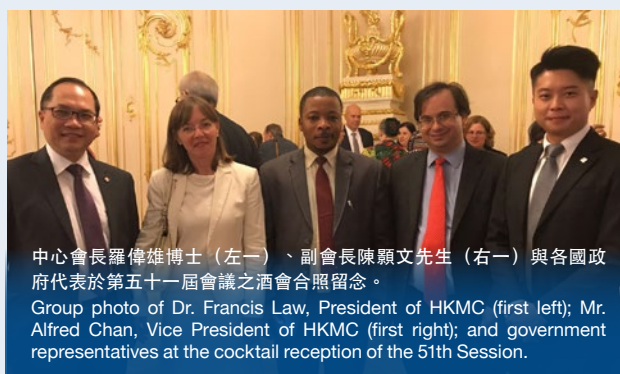 中心會長羅偉雄博士（左一）、副會長陳顥文先生（右一）與各國政
府代表於第五十一屆會議之酒會合照留念。
Group photo of Dr. Francis Law, President of HKMC (first left); Mr.
Alfred Chan, Vice President of HKMC (first right); and government
representatives at the cocktail reception of the 51th Session.